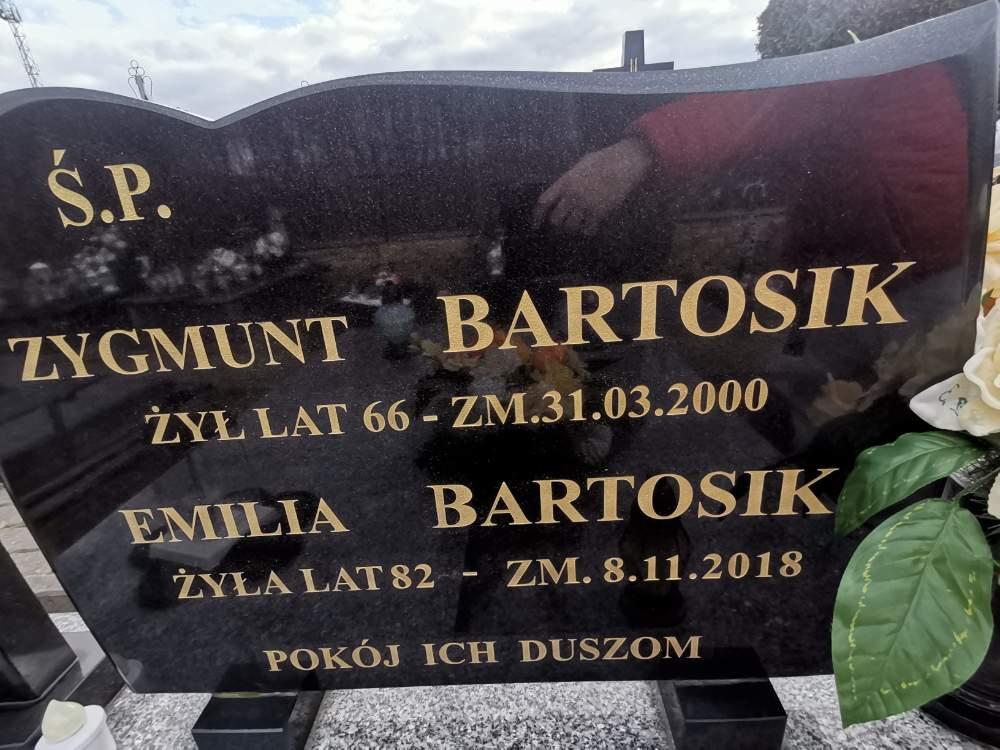 Ś.P.
ZYGMUNT BARTOSIK
ŻYŁ LAT 66 - ZM.31.03.2000
EMILIA BARTOSIK
ŻYŁA LAT 82 - ZM. 8.11.2018
POKÓJ ICH DUSZOM